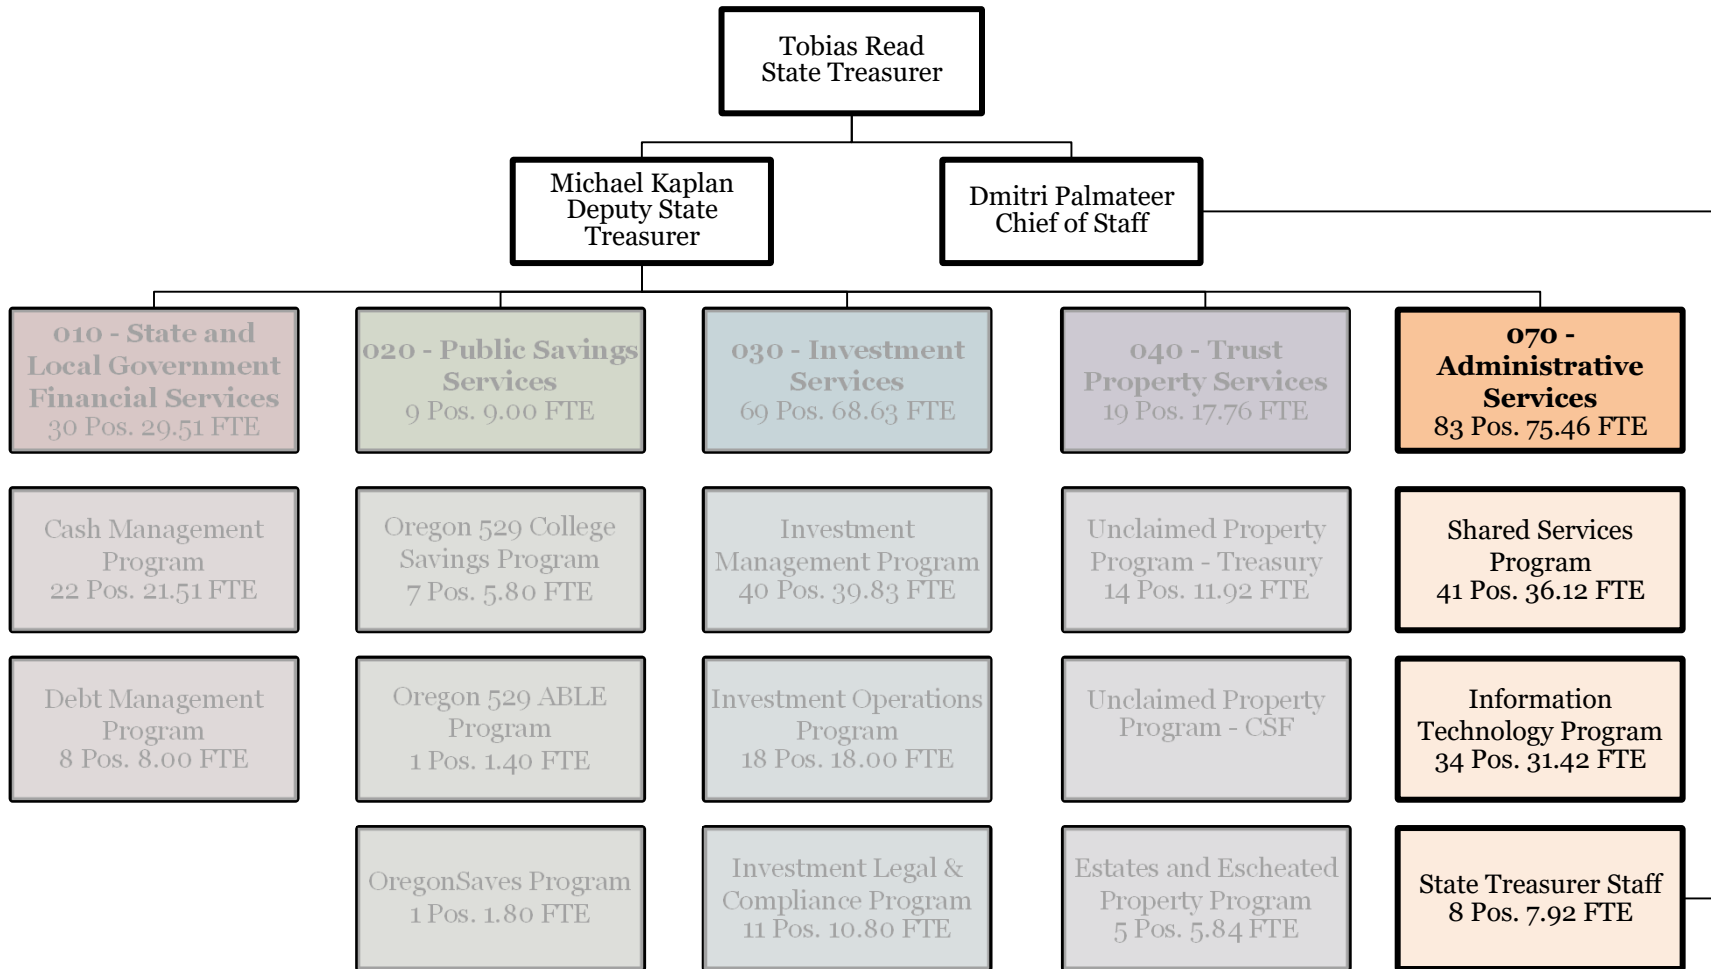 Tobias Read
State Treasurer
Michael Kaplan
Deputy State
Treasurer
Dmitri Palmateer
Chief of Staff
010 - State and
Local Government
Financial Services
30 Pos. 29.51 FTE
020 - Public Savings
Services
9 Pos. 9.00 FTE
030 - Investment
Services
69 Pos. 68.63 FTE
040 - Trust
Property Services
19 Pos. 17.76 FTE
070 -
Administrative
Services
83 Pos. 75.46 FTE
Cash Management
Program
22 Pos. 21.51 FTE
Oregon 529 College
Savings Program
7 Pos. 5.80 FTE
Investment
Management Program
40 Pos. 39.83 FTE
Unclaimed Property
Program - Treasury
14 Pos. 11.92 FTE
Shared Services
Program
41 Pos. 36.12 FTE
Debt Management
Program
8 Pos. 8.00 FTE
Oregon 529 ABLE
Program
1 Pos. 1.40 FTE
Investment Operations
Program
18 Pos. 18.00 FTE
Unclaimed Property
Program - CSF
Information
Technology Program
34 Pos. 31.42 FTE
OregonSaves Program
1 Pos. 1.80 FTE
Investment Legal &
Compliance Program
11 Pos. 10.80 FTE
Estates and Escheated
Property Program
5 Pos. 5.84 FTE
State Treasurer Staff
8 Pos. 7.92 FTE